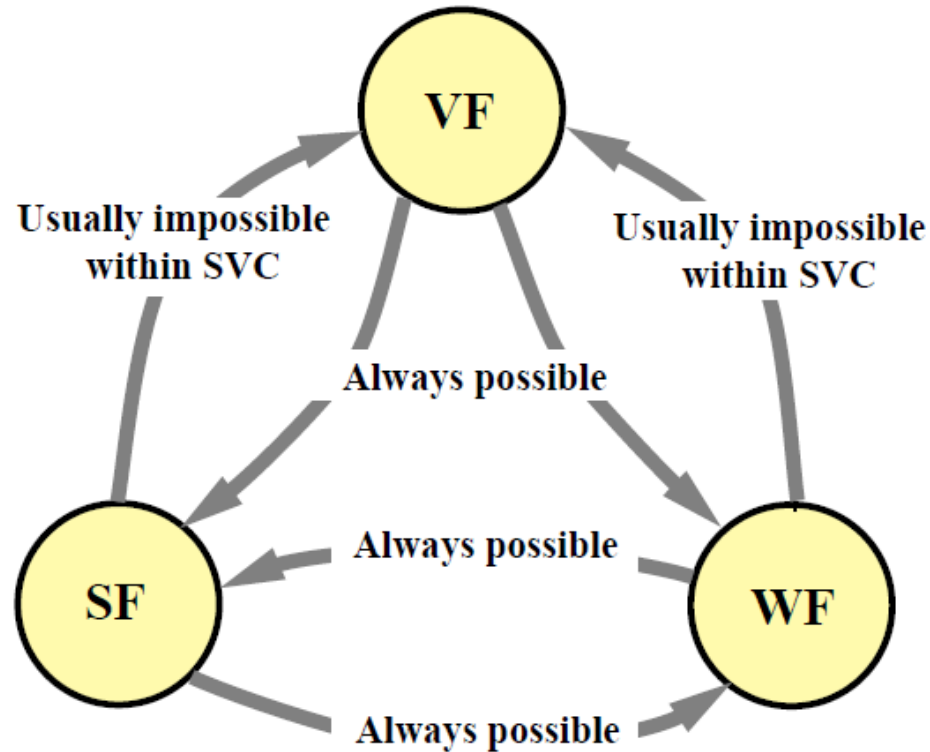 VF
Usually impossible
within SVC
Usually impossible
within SVC
Always possible
Always possible
SF
WF
Always possible